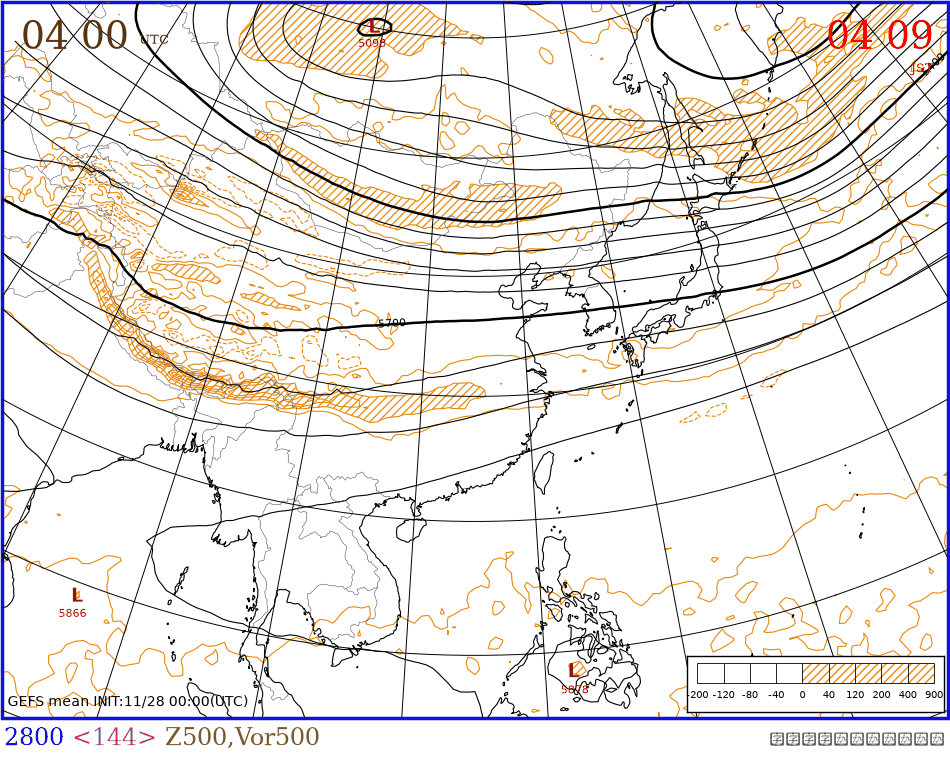 04 00 UTC
04 09
JST
L
5098
5700
L
5866
L
5878
-200 -120 -80 -40 0 40 120 200 400 900
GEFS mean INIT:11/28 00:00(UTC)
2800 <144> Z500,Vor500